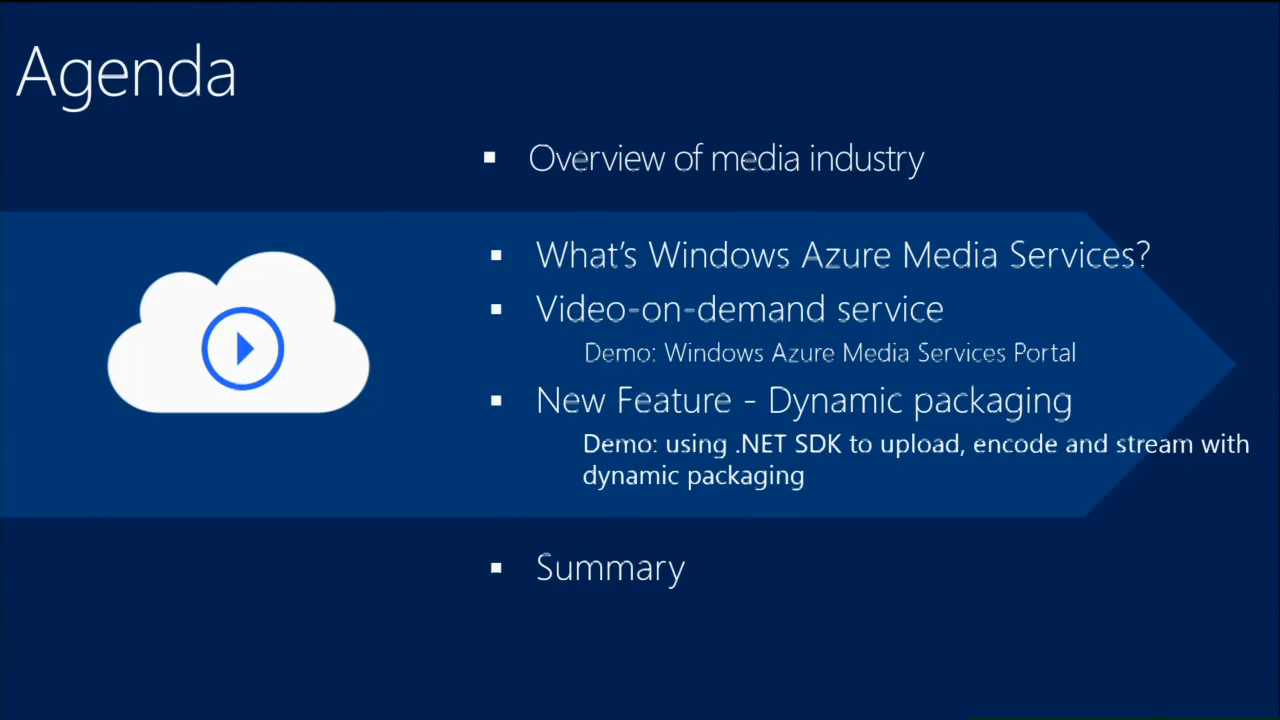 Agenda
Overview of media industry
What's Windows Azure Media Services?
Video-on-demand service
Demo: Windows Azure Media Services Portal
New Feature - Dynamic packaging
Demo: using .NET SDK to upload, encode and stream with
dynamic packaging
Summary